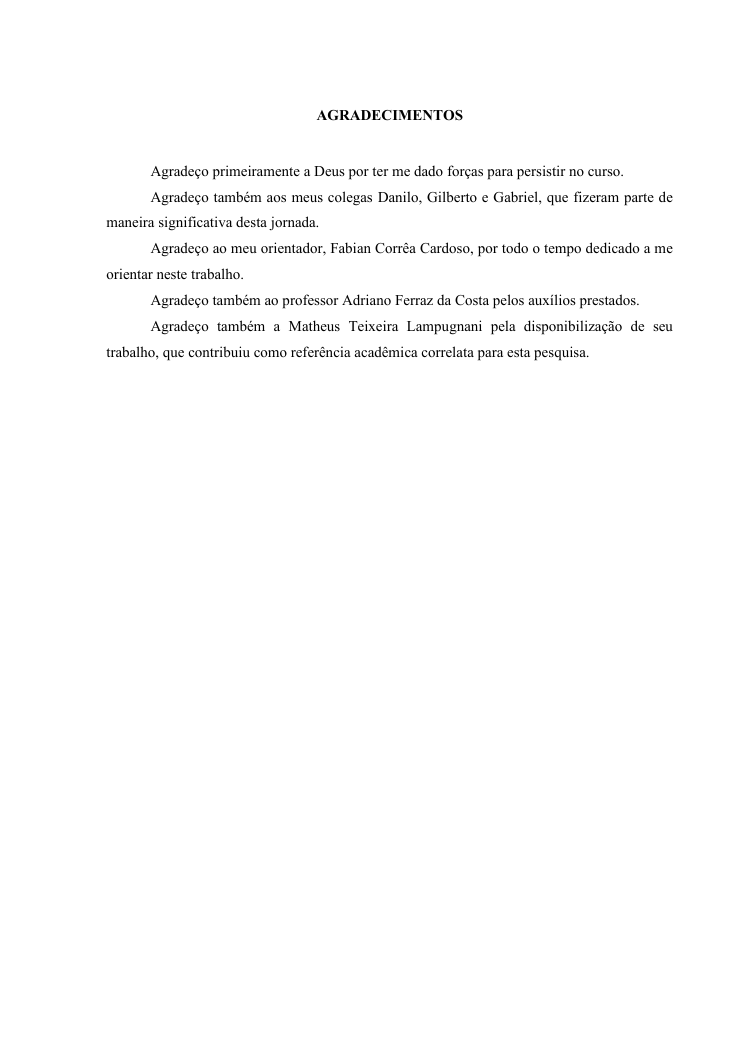 AGRADECIMENTOS
Agradeço primeiramente a Deus por ter me dado forças para persistir no curso.
Agradeço também aos meus colegas Danilo, Gilberto e Gabriel, que fizeram parte de
maneira significativa desta jornada.
Agradeço ao meu orientador, Fabian Corrêa Cardoso, por todo o tempo dedicado a me
orientar neste trabalho.
Agradeço também ao professor Adriano Ferraz da Costa pelos auxílios prestados.
Agradeço também a Matheus Teixeira Lampugnani pela disponibilização de seu
trabalho, que contribuiu como referência acadêmica correlata para esta pesquisa.